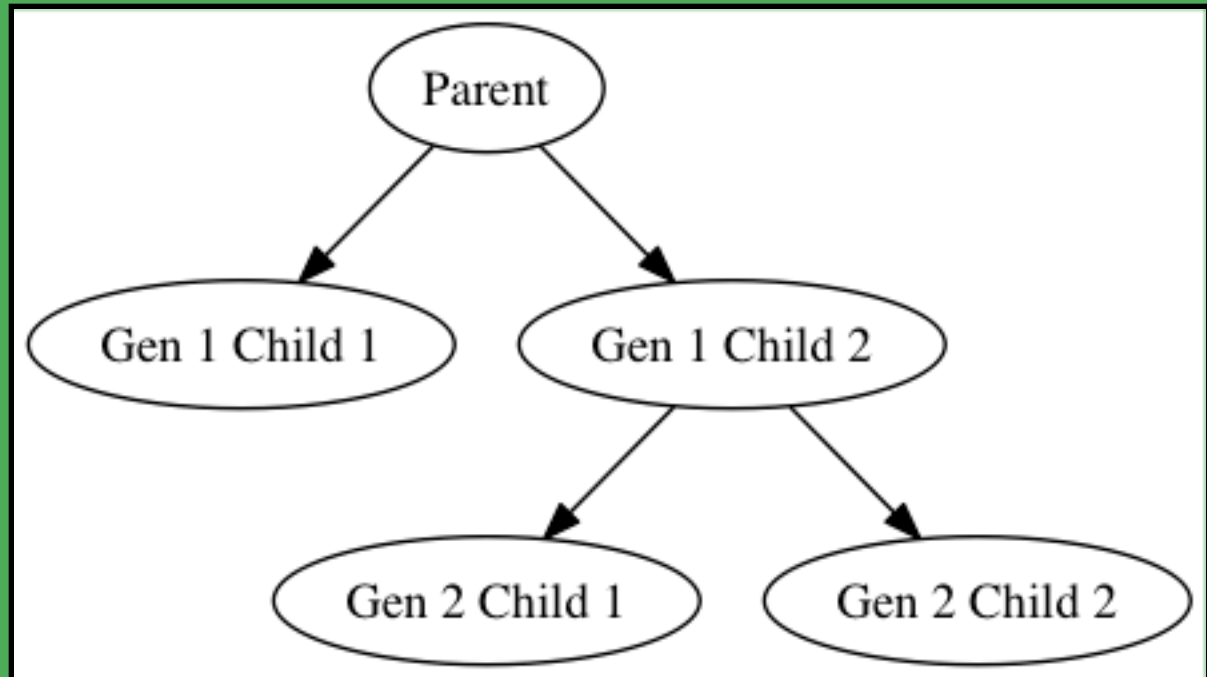 Parent
Gen 1 Child 1
Gen 1 Child 2
Gen 2 Child 1
Gen 2 Child 2